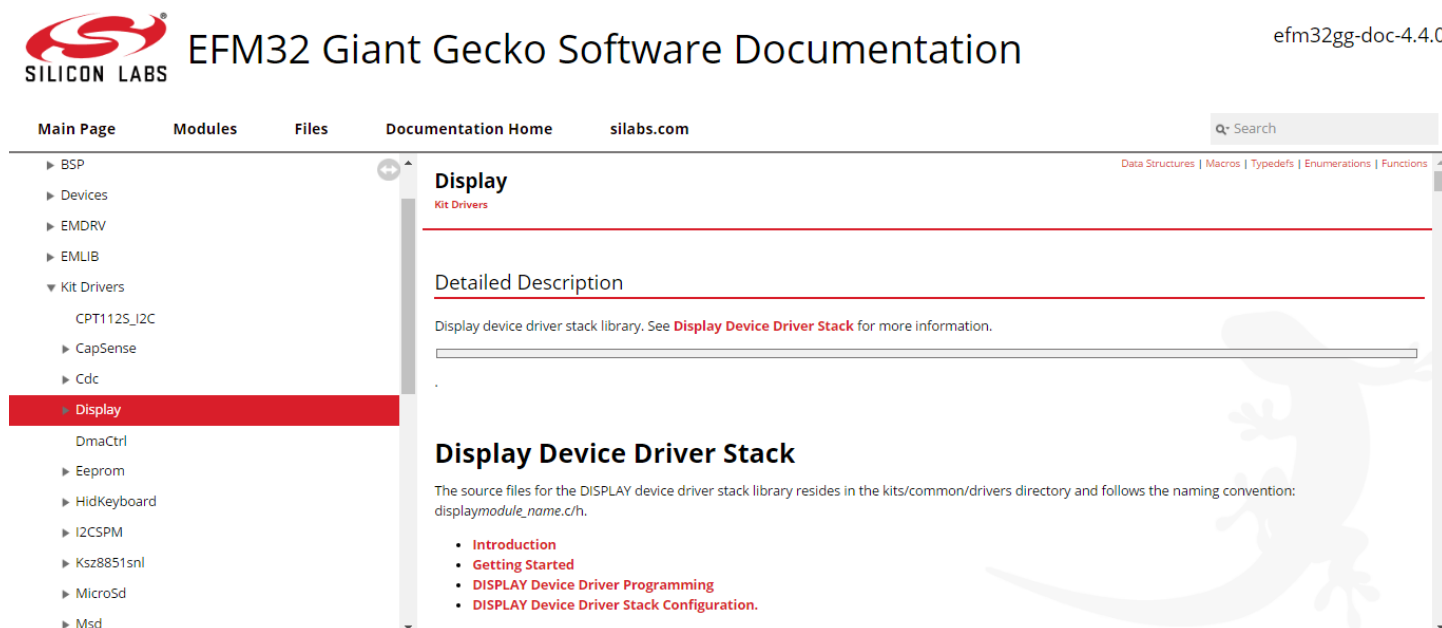 SILICON LABS ®
EFM32 Giant Gecko Software Documentation
efm32gg-doc-4.4.0
Main Page
Modules
Files
Documentation Home
silabs.com
Search
BSP
Devices
EMDRV
EMLIB
Kit Drivers
CPT112S_I2C
CapSense
Cdc
Display
DmaCtrl
Eeprom
HidKeyboard
I2CSPM
Ksz8851snl
MicroSd
Msd
Data Structures | Macros | Typedefs | Enumerations | Functions
Display
Kit Drivers
Detailed Description
Display device driver stack library. See Display Device Driver Stack for more information.
.
Display Device Driver Stack
The source files for the DISPLAY device driver stack library resides in the kits/common/drivers directory and follows the naming convention:
displaymodule_name.c/h.
• Introduction
• Getting Started
• DISPLAY Device Driver Programming
• DISPLAY Device Driver Stack Configuration.